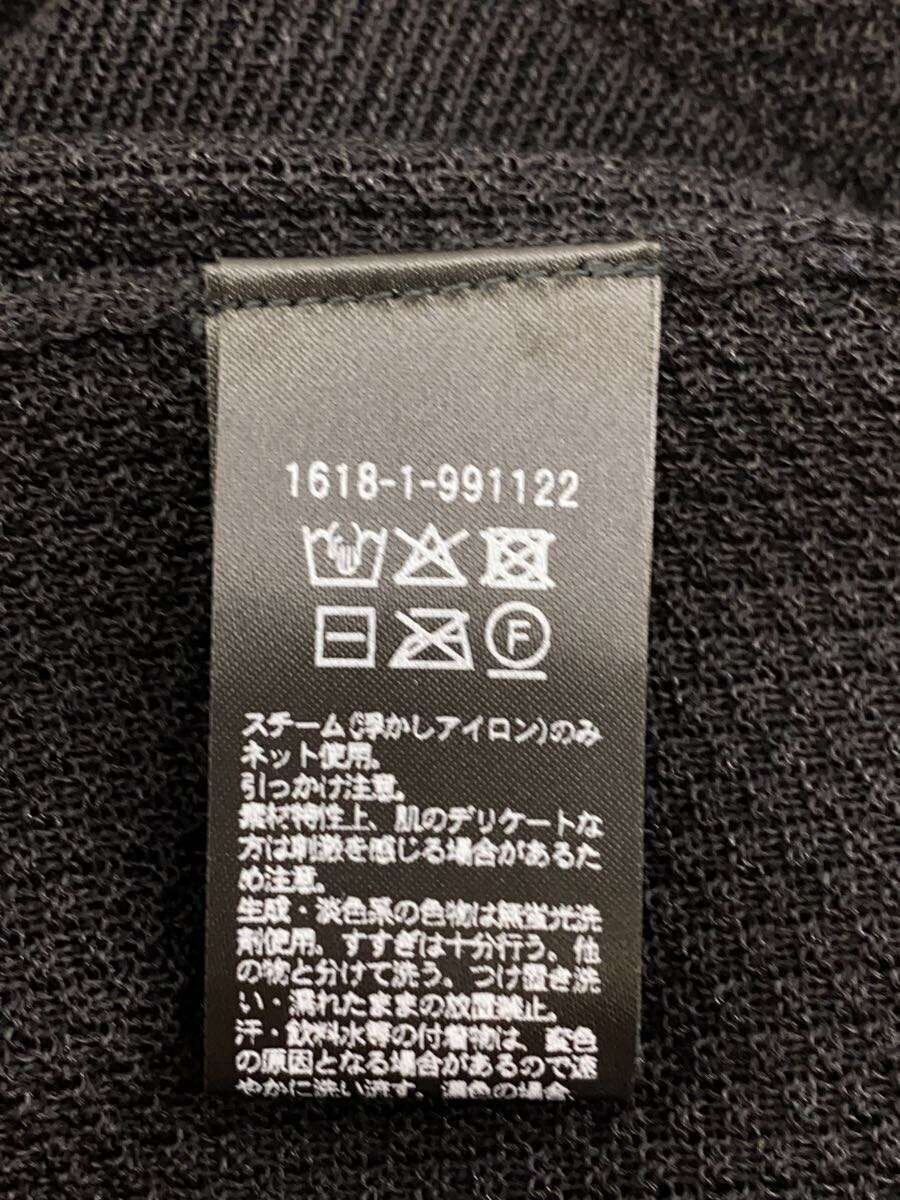 1618-1-991122
F
スチーム(浮かしアイロン)のみ
ネット使用。
引っかけ注意。
素材特性上、肌のデリケートな
方は刺激を感じる場合があるた
め注意。
生成・淡色系の色物は無蛍光洗
剤使用。すすぎは十分行う。他
の物と分けて洗う。つけ置き洗
い・濡れたままの放置禁止。
汗・飲料水等の付着物は、変色
の原因となる場合があるので速
やかに洗い流す。濃色の場合、